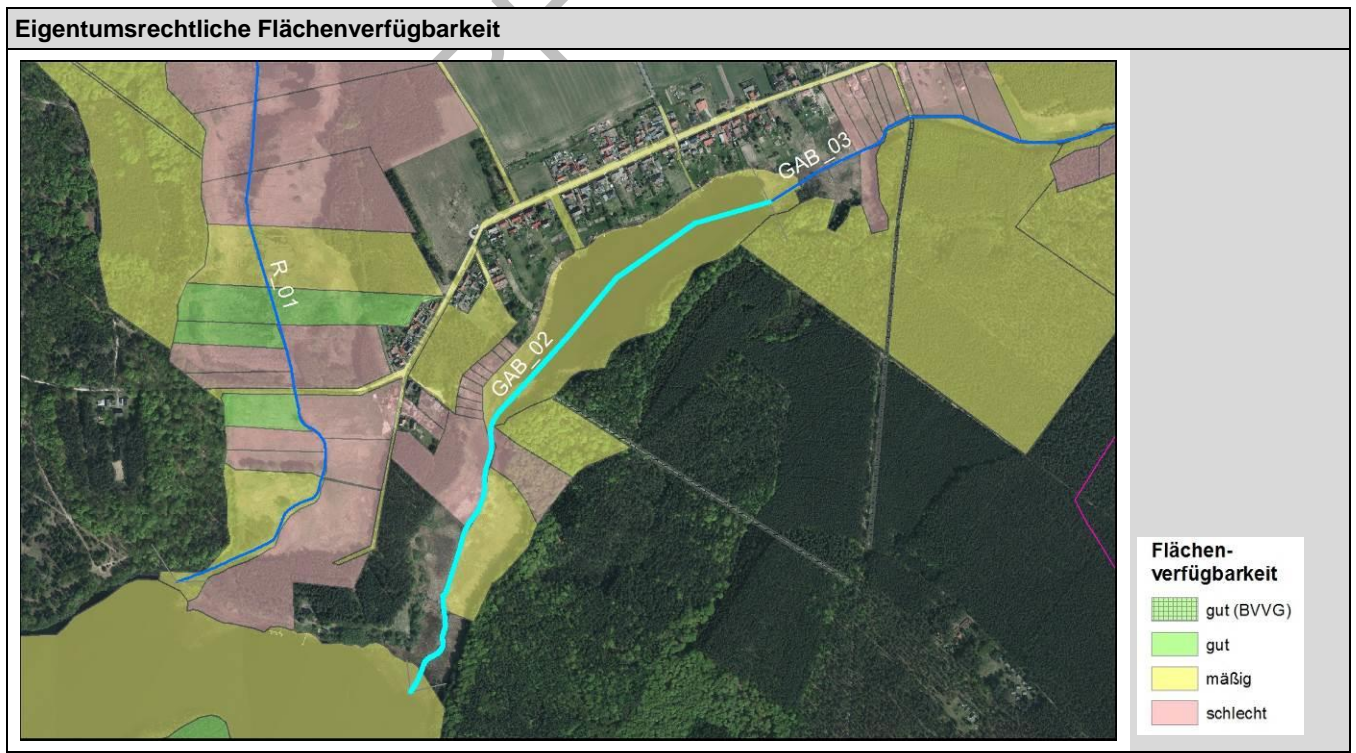 Eigentumsrechtliche Flächenverfügbarkeit
GAB_03
R_01
GAB_02
Flächen-
verfügbarkeit
gut (BVVG)
gut
mäßig
schlecht